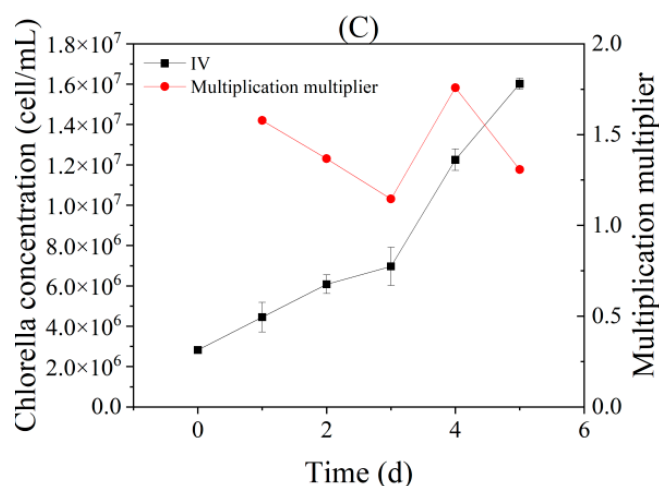 (C)
IV
Multiplication multiplier
Chlorella concentration (cell/mL)
1.8×10⁷
1.6×10⁷
1.4×10⁷
1.2×10⁷
1.0×10⁷
8.0×10⁶
6.0×10⁶
4.0×10⁶
2.0×10⁶
0.0
2.0
1.5
1.0
0.5
0.0
Multiplication multiplier
0 2 4 6
Time (d)